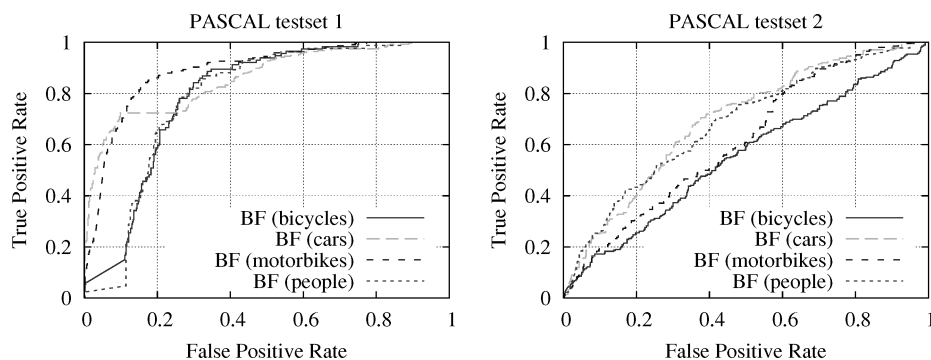 PASCAL testset 1
True Positive Rate
1
0.8
0.6
0.4
0.2
0
BF (bicycles)
BF (cars)
BF (motorbikes)
BF (people)
0 0.2 0.4 0.6 0.8 1
False Positive Rate
PASCAL testset 2
True Positive Rate
1
0.8
0.6
0.4
0.2
0
BF (bicycles)
BF (cars)
BF (motorbikes)
BF (people)
0 0.2 0.4 0.6 0.8 1
False Positive Rate